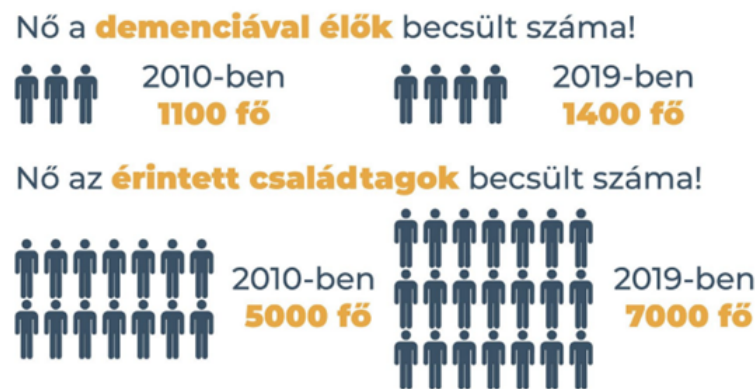 Nő a demenciával élők becsült száma!
2010-ben
1100 fő
2019-ben
1400 fő
Nő az érintett családtagok becsült száma!
2010-ben
5000 fő
2019-ben
7000 fő